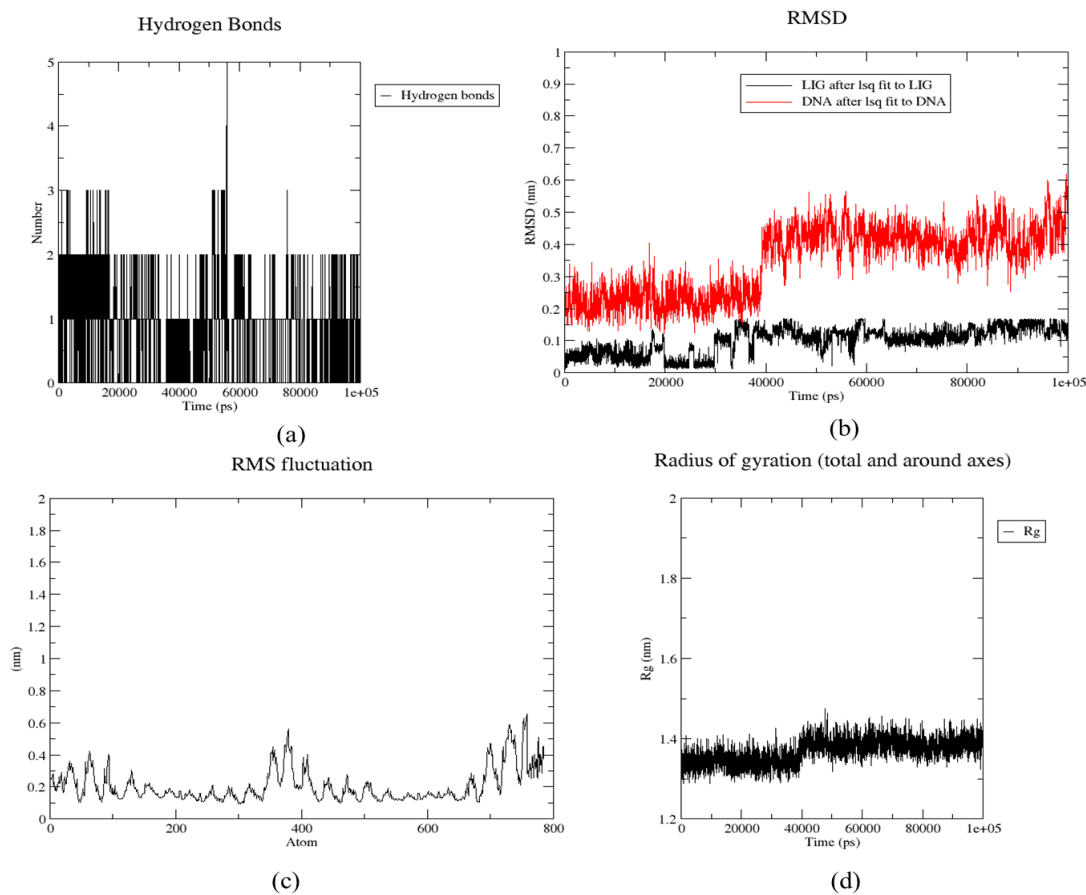 Hydrogen Bonds
5
4
3
2
1
0
Number
0 20000 40000 60000 80000 1e+05
Time (ps)
Hydrogen bonds
(a)
RMSD
1
0.9
0.8
0.7
0.6
0.5
0.4
0.3
0.2
0.1
0
RMSD (nm)
LIG after lsq fit to LIG
DNA after lsq fit to DNA
0 20000 40000 60000 80000 1e+05
Time (ps)
(b)
RMS fluctuation
2
1.8
1.6
1.4
1.2
1
0.8
0.6
0.4
0.2
0
(nm)
0 200 400 600 800
Atom
(c)
Radius of gyration (total and around axes)
2
1.8
1.6
1.4
1.2
Rg (nm)
Rg
0 20000 40000 60000 80000 1e+05
Time (ps)
(d)